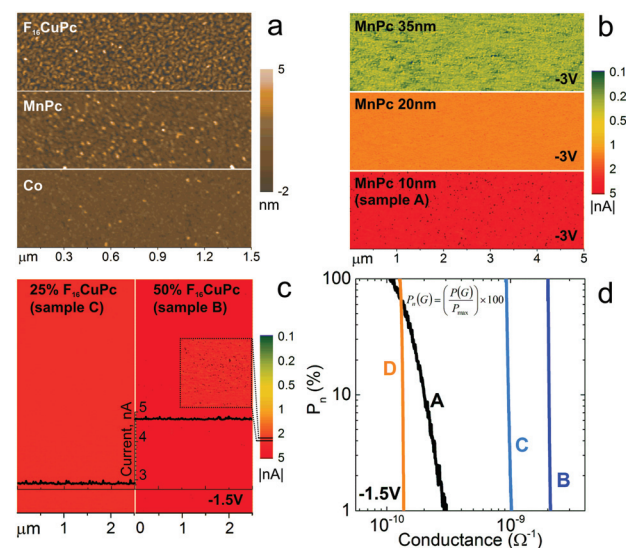 a
F₁₆CuPc
MnPc
Co
5
-2
nm
μm 0.3 0.6 0.9 1.2 1.5
b
MnPc 35nm
-3V
MnPc 20nm
-3V
MnPc 10nm
(sample A)
-3V
0.1
0.2
0.5
1
2
5
|nA|
μm 1 2 3 4 5
c
25% F₁₆CuPc
(sample C)
50% F₁₆CuPc
(sample B)
Current, nA
5
4
3
-1.5V
0.1
0.2
0.5
1
2
5
|nA|
μm 1 2 0 1 2
d
Pₙ(G) = (P(G)/Pmax) × 100
Pₙ (%)
100
10
1
D
A
C
B
-1.5V
10⁻¹⁰ 10⁻⁹
Conductance (Ω⁻¹)